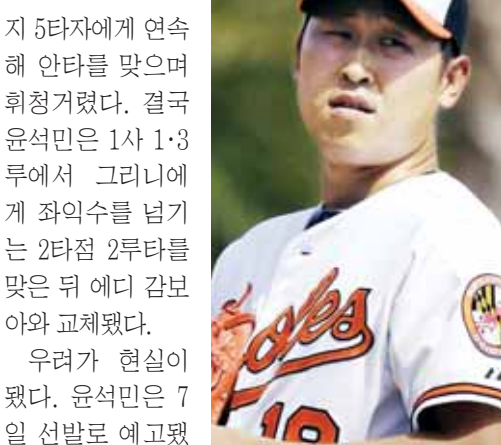 지 5타자에게 연속
해 안타를 맞으며
휘청거렸다. 결국
윤석민은 1사 1·3
루에서 그리니에
게 좌익수를 넘기
는 2타점 2루타를
맞은 뒤 에디 감보
아와 교체됐다.
우려가 현실이
됐다. 윤석민은 7
일 선발로 예고됐
oles
18